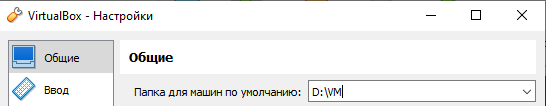 VirtualBox - Настройки
Общие
Общие
Папка для машин по умолчанию: D:\VM
Ввод